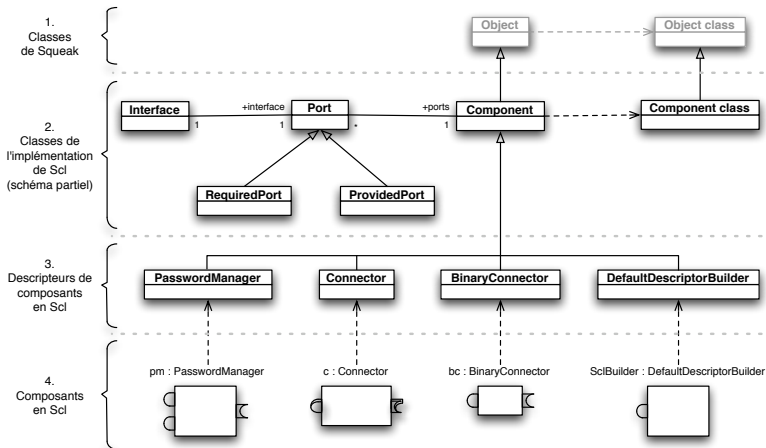 1.
Classes
de Squeak
Object
Object class
2.
Classes de
l'implémentation
de Scl
(schéma partiel)
Interface
+interface
1
1
Port
*
+ports
1
Component
Component class
RequiredPort
ProvidedPort
3.
Descripteurs de
composants
en Scl
PasswordManager
Connector
BinaryConnector
DefaultDescriptorBuilder
4.
Composants
en Scl
pm : PasswordManager
c : Connector
bc : BinaryConnector
SclBuilder : DefaultDescriptorBuilder